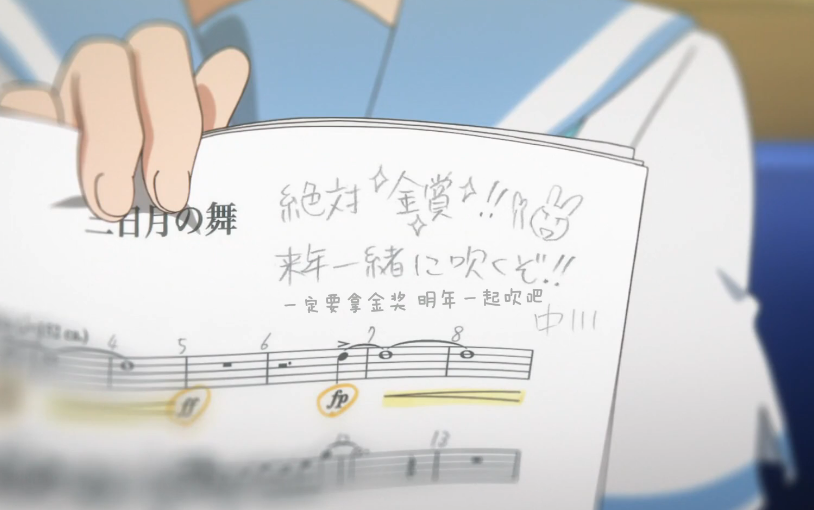 三日月の舞
絶対 金賞!!
来年一緒に吹くぞ!!
一定要拿金奖 明年一起吹吧
中川
4 5 6 7 8
ff fp
13